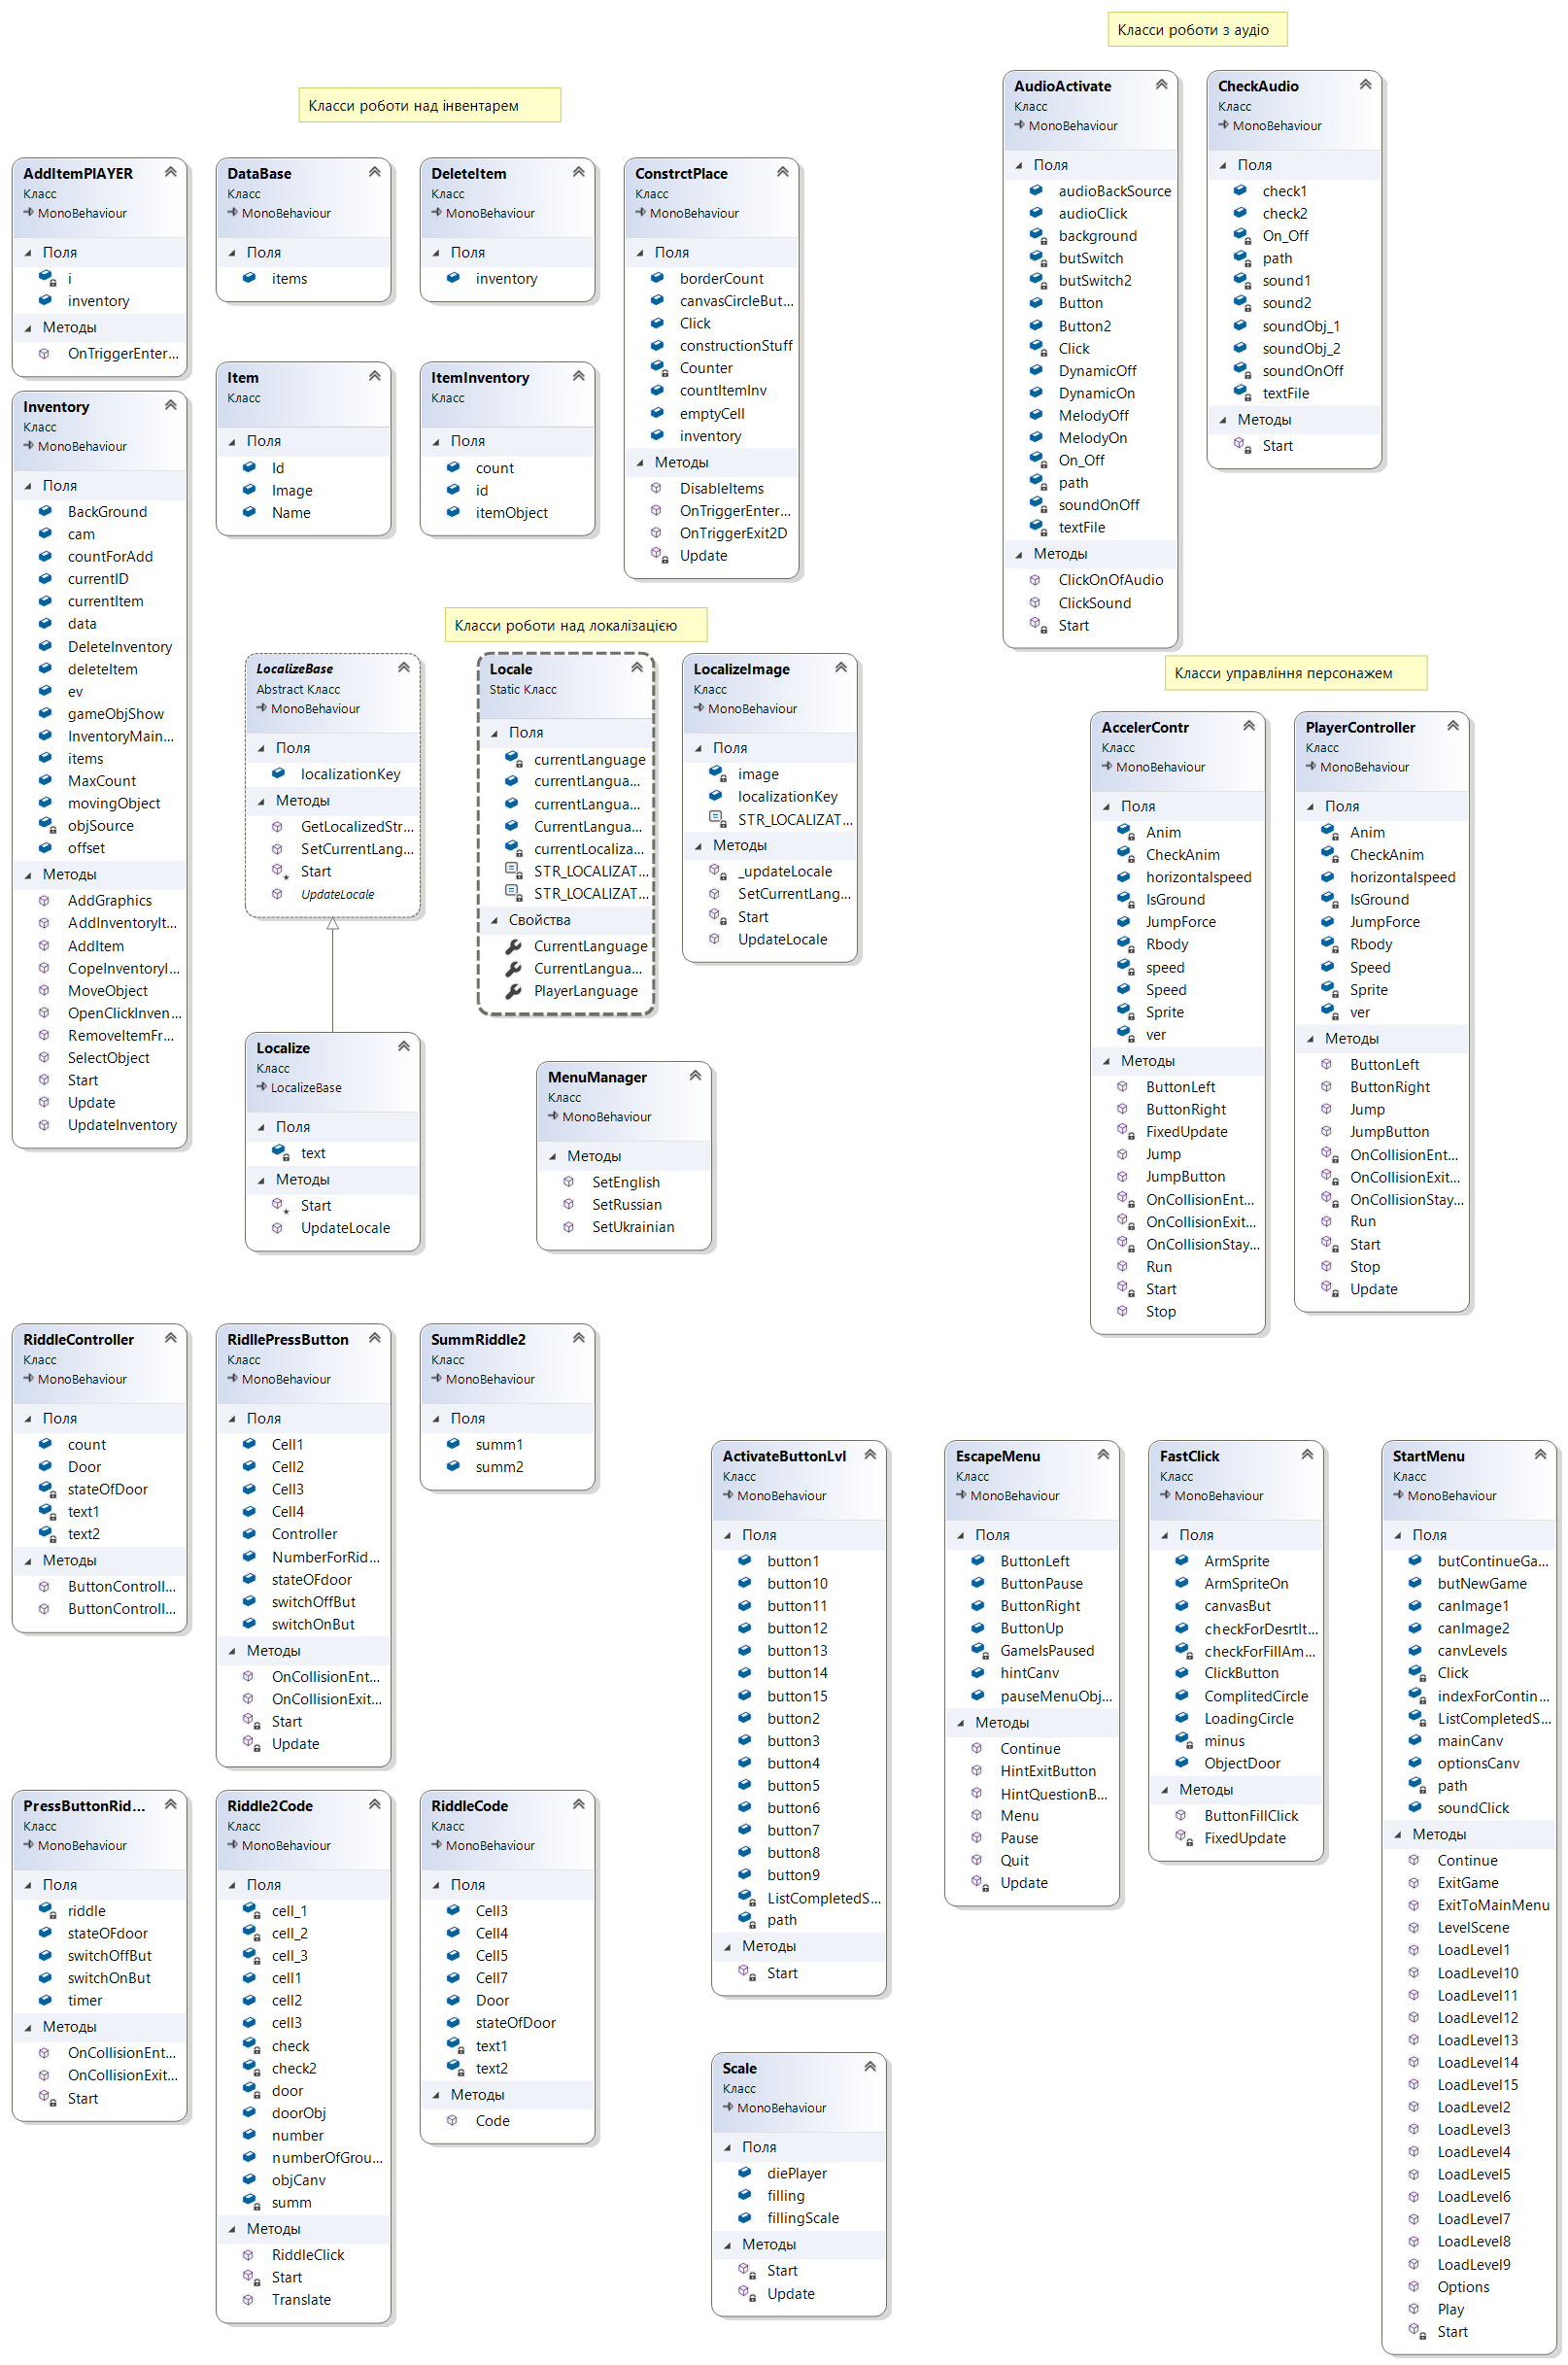 Класси роботи з аудіо
Класси роботи над інвентарем
AddItemPlAYER
Класс
MonoBehaviour
Поля
i
inventory
Методы
OnTriggerEnter...
DataBase
Класс
MonoBehaviour
Поля
items
DeleteItem
Класс
MonoBehaviour
Поля
inventory
ConstrctPlace
Класс
MonoBehaviour
Поля
borderCount
canvasCircleBut...
Click
constructionStuff
Counter
countItemInv
emptyCell
inventory
Методы
DisableItems
OnTriggerEnter...
OnTriggerExit2D
Update
Item
Класс
Поля
Id
Image
Name
ItemInventory
Класс
Поля
count
id
itemObject
Inventory
Класс
MonoBehaviour
Поля
BackGround
cam
countForAdd
currentID
currentItem
data
DeleteInventory
deleteItem
ev
gameObjShow
InventoryMain...
items
MaxCount
movingObject
objSource
offset
Методы
AddGraphics
AddInventoryIt...
AddItem
CopeInventoryI...
MoveObject
OpenClickInven...
RemoveItemFr...
SelectObject
Start
Update
UpdateInventory
AudioActivate
Класс
MonoBehaviour
Поля
audioBackSource
audioClick
background
butSwitch
butSwitch2
Button
Button2
Click
DynamicOff
DynamicOn
MelodyOff
MelodyOn
On_Off
path
soundOnOff
textFile
Методы
ClickOnOfAudio
ClickSound
Start
CheckAudio
Класс
MonoBehaviour
Поля
check1
check2
On_Off
path
sound1
sound2
soundObj_1
soundObj_2
soundOnOff
textFile
Методы
Start
Класси роботи над локалізацією
LocalizeBase
Abstract Класс
MonoBehaviour
Поля
localizationKey
Методы
GetLocalizedStr...
SetCurrentLang...
Start
UpdateLocale
Locale
Static Класс
Поля
currentLanguage
currentLangua...
currentLangua...
CurrentLangua...
currentLocaliza...
STR_LOCALIZAT...
STR_LOCALIZAT...
Свойства
CurrentLanguage
CurrentLangua...
PlayerLanguage
LocalizeImage
Класс
MonoBehaviour
Поля
image
localizationKey
STR_LOCALIZAT...
Методы
_updateLocale
SetCurrentLang...
Start
UpdateLocale
Localize
Класс
LocalizeBase
Поля
text
Методы
Start
UpdateLocale
MenuManager
Класс
MonoBehaviour
Методы
SetEnglish
SetRussian
SetUkrainian
Класси управління персонажем
AccelerContr
Класс
MonoBehaviour
Поля
Anim
CheckAnim
horizontalspeed
IsGround
JumpForce
Rbody
speed
Speed
Sprite
ver
Методы
ButtonLeft
ButtonRight
FixedUpdate
Jump
JumpButton
OnCollisionEnt...
OnCollisionExit...
OnCollisionStay...
Run
Start
Stop
PlayerController
Класс
MonoBehaviour
Поля
Anim
CheckAnim
horizontalspeed
IsGround
JumpForce
Rbody
Speed
Sprite
ver
Методы
ButtonLeft
ButtonRight
Jump
JumpButton
OnCollisionEnt...
OnCollisionExit...
OnCollisionStay...
Run
Start
Stop
Update
RiddleController
Класс
MonoBehaviour
Поля
count
Door
stateOfDoor
text1
text2
Методы
ButtonControll...
ButtonControll...
RidllePressButton
Класс
MonoBehaviour
Поля
Cell1
Cell2
Cell3
Cell4
Controller
NumberForRid...
stateOFdoor
switchOffBut
switchOnBut
Методы
OnCollisionEnt...
OnCollisionExit...
Start
Update
SummRiddle2
Класс
MonoBehaviour
Поля
summ1
summ2
PressButtonRid...
Класс
MonoBehaviour
Поля
riddle
stateOFdoor
switchOffBut
switchOnBut
timer
Методы
OnCollisionEnt...
OnCollisionExit...
Start
Riddle2Code
Класс
MonoBehaviour
Поля
cell_1
cell_2
cell_3
cell1
cell2
cell3
check
check2
door
doorObj
number
numberOfGrou...
objCanv
summ
Методы
RiddleClick
Start
Translate
RiddleCode
Класс
MonoBehaviour
Поля
Cell3
Cell4
Cell5
Cell7
Door
stateOfDoor
text1
text2
Методы
Code
ActivateButtonLvl
Класс
MonoBehaviour
Поля
button1
button10
button11
button12
button13
button14
button15
button2
button3
button4
button5
button6
button7
button8
button9
ListCompletedS...
path
Методы
Start
EscapeMenu
Класс
MonoBehaviour
Поля
ButtonLeft
ButtonPause
ButtonRight
ButtonUp
GameIsPaused
hintCanv
pauseMenuObj...
Методы
Continue
HintExitButton
HintQuestionB...
Menu
Pause
Quit
Update
FastClick
Класс
MonoBehaviour
Поля
ArmSprite
ArmSpriteOn
canvasBut
checkForDesrtIt...
checkForFillAm...
ClickButton
ComplitedCircle
LoadingCircle
minus
ObjectDoor
Методы
ButtonFillClick
FixedUpdate
StartMenu
Класс
MonoBehaviour
Поля
butContinueGa...
butNewGame
canImage1
canImage2
canvLevels
Click
indexForContin...
ListCompletedS...
mainCanv
optionsCanv
path
soundClick
Методы
Continue
ExitGame
ExitToMainMenu
LevelScene
LoadLevel1
LoadLevel10
LoadLevel11
LoadLevel12
LoadLevel13
LoadLevel14
LoadLevel15
LoadLevel2
LoadLevel3
LoadLevel4
LoadLevel5
LoadLevel6
LoadLevel7
LoadLevel8
LoadLevel9
Options
Play
Start
Scale
Класс
MonoBehaviour
Поля
diePlayer
filling
fillingScale
Методы
Start
Update